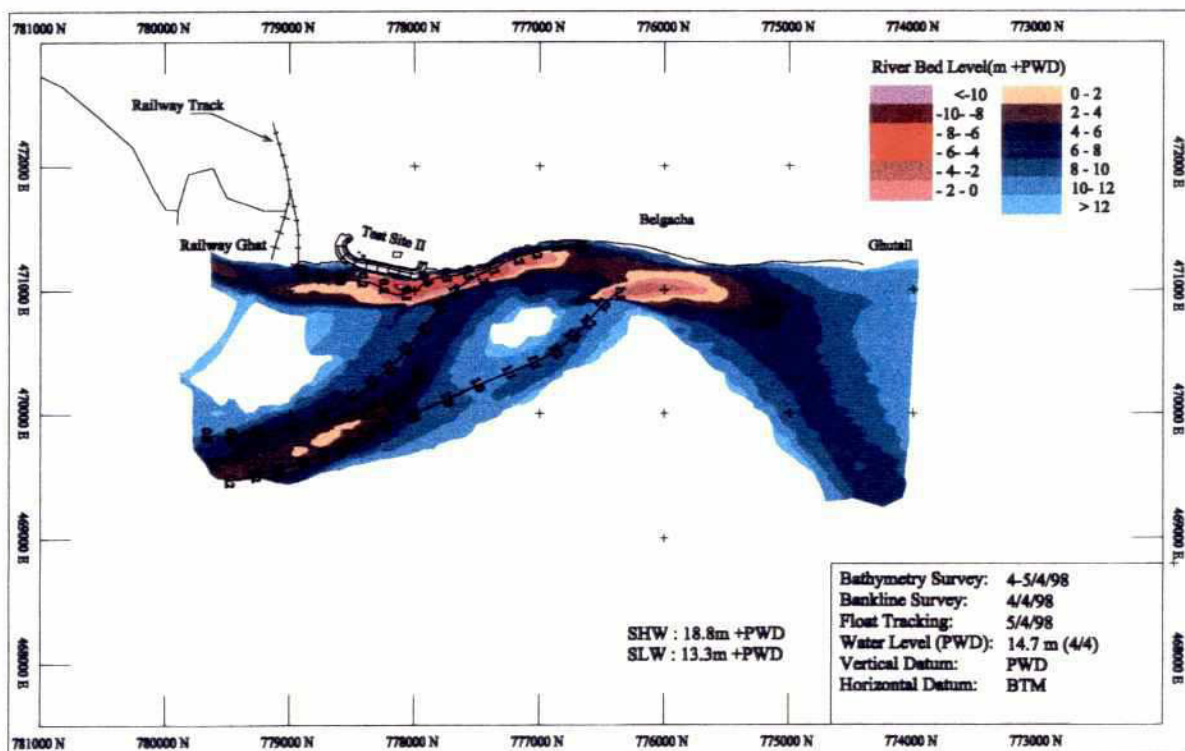 781000 N 780000 N 779000 N 778000 N 777000 N 776000 N 775000 N 774000 N 773000 N
River Bed Level(m +PWD)
<-10
-10- -8
-8 - -6
-6 - -4
-4 - -2
-2 - 0
0 - 2
2 - 4
4 - 6
6 - 8
8 - 10
10- 12
> 12
Railway Track
472000 E
472000 E
Belgacha
Test Site II
Railway Ghat
Ghutail
471000 E
471000 E
470000 E
470000 E
469000 E
469000 E
468000 E
468000 E
SHW : 18.8m +PWD
SLW : 13.3m +PWD
Bathymetry Survey: 4-5/4/98
Bankline Survey: 4/4/98
Float Tracking: 5/4/98
Water Level (PWD): 14.7 m (4/4)
Vertical Datum: PWD
Horizontal Datum: BTM
781000 N 780000 N 779000 N 778000 N 777000 N 776000 N 775000 N 774000 N 773000 N